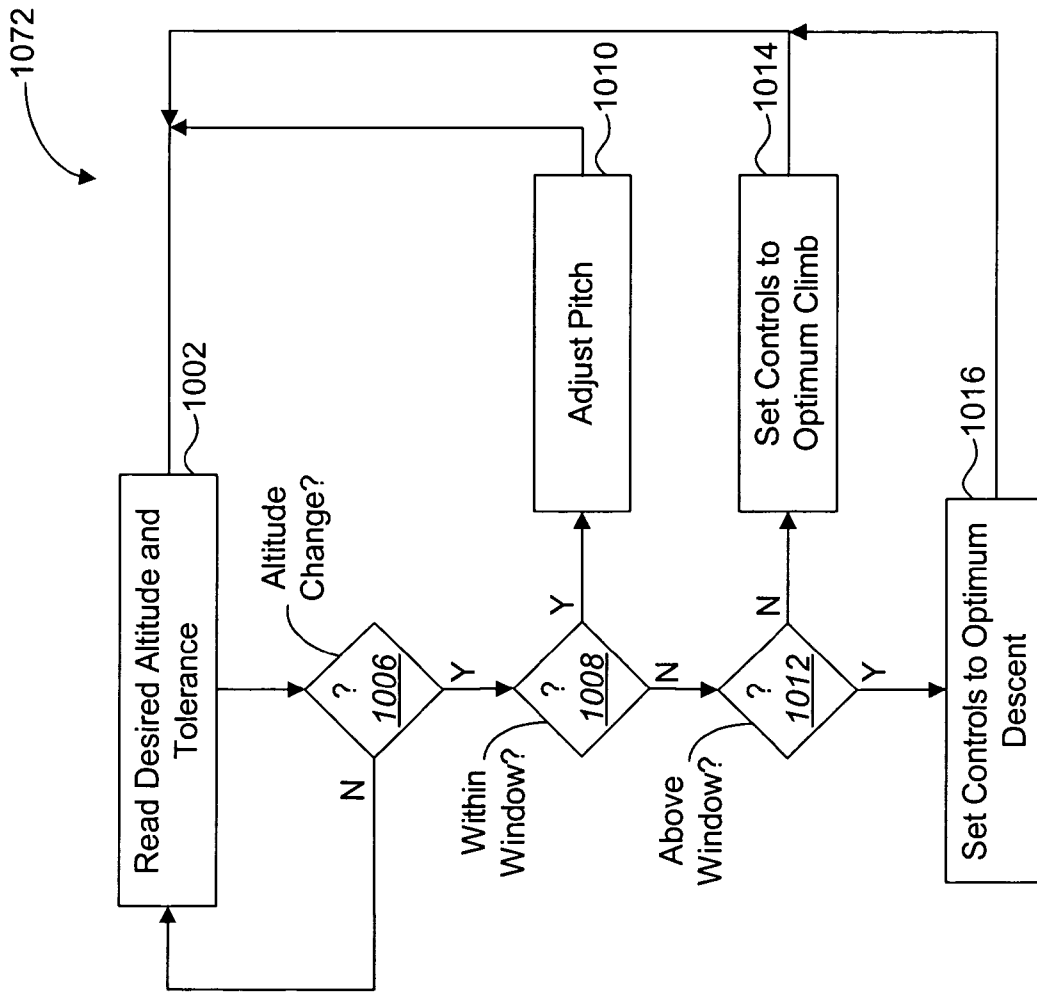 1072
Read Desired Altitude and
Tolerance
1002
Altitude
Change?
?
1006
N
Y
Within
Window?
?
1008
Y
N
Adjust Pitch
1010
Above
Window?
?
1012
N
Y
Set Controls to
Optimum Climb
1014
Set Controls to Optimum
Descent
1016